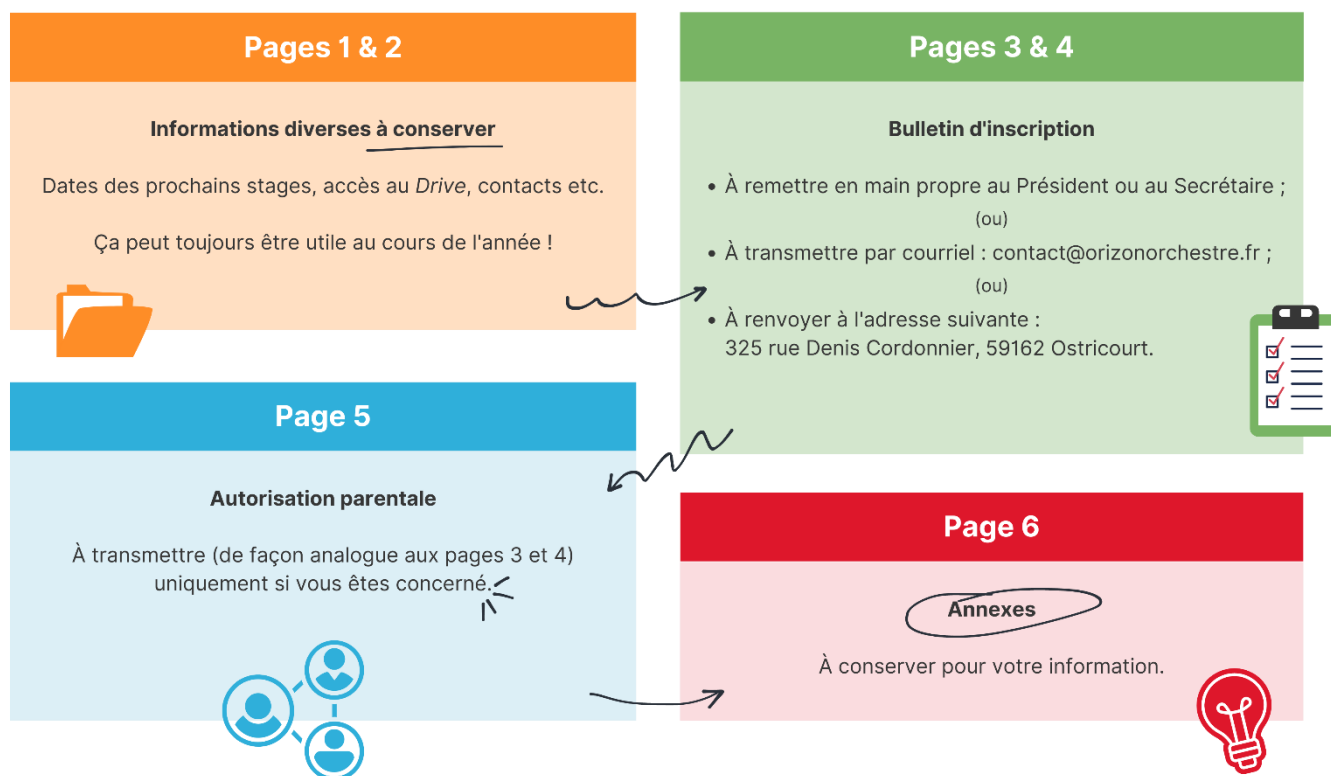 Pages 1 & 2
Informations diverses à conserver
Dates des prochains stages, accès au Drive, contacts etc.
Ça peut toujours être utile au cours de l'année !
Pages 3 & 4
Bulletin d'inscription
• À remettre en main propre au Président ou au Secrétaire ;
(ou)
• À transmettre par courriel : contact@orizonorchestre.fr ;
(ou)
• À renvoyer à l'adresse suivante :
325 rue Denis Cordonnier, 59162 Ostricourt.
Page 5
Autorisation parentale
À transmettre (de façon analogue aux pages 3 et 4)
uniquement si vous êtes concerné.
Page 6
Annexes
À conserver pour votre information.